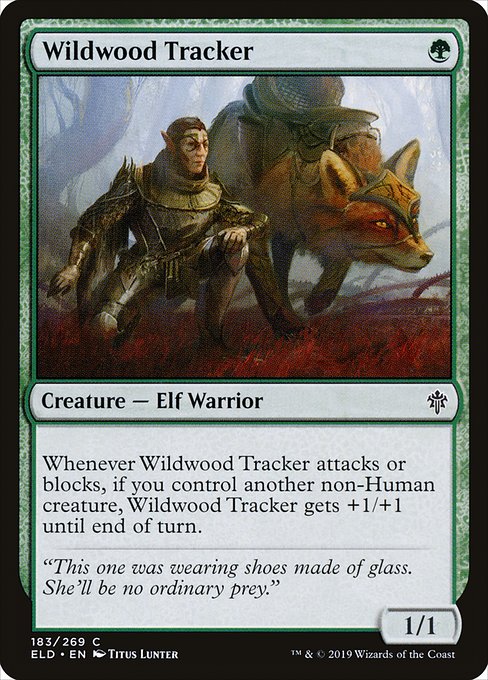 Wildwood Tracker
Creature — Elf Warrior
Whenever Wildwood Tracker attacks or
blocks, if you control another non-Human
creature, Wildwood Tracker gets +1/+1
until end of turn.
“This one was wearing shoes made of glass.
She’ll be no ordinary prey.”
1/1
183/269 C
ELD • EN Titus Lunter
™ & © 2019 Wizards of the Coast